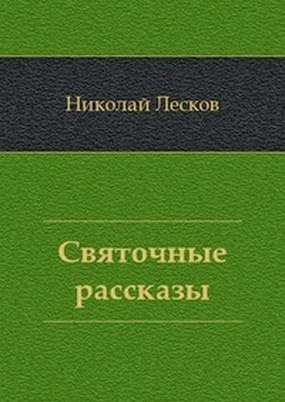 Николай Лесков
Святочные
рассказы